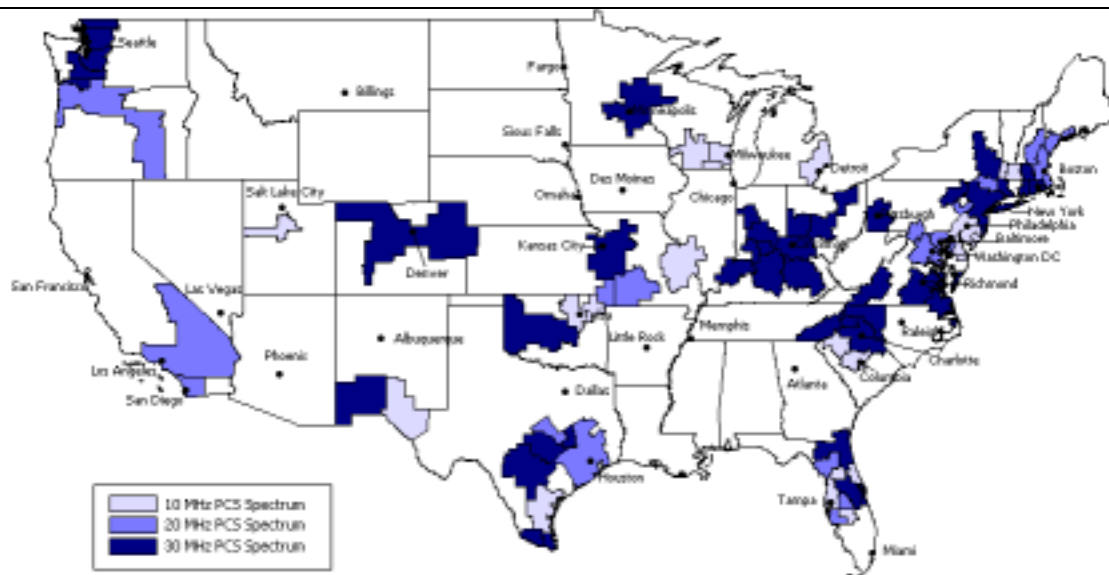 Seattle
Fargo
Billings
Minneapolis
Sioux Falls
Milwaukee
Detroit
Boston
Salt Lake City
Des Moines
Omaha
Chicago
Pittsburgh
New York
Philadelphia
Baltimore
Kansas City
Washington DC
Denver
San Francisco
Las Vegas
Richmond
Tulsa
Raleigh
Albuquerque
Little Rock
Memphis
Charlotte
Los Angeles
Phoenix
Columbia
Atlanta
San Diego
Dallas
Houston
Tampa
10 MHz PCS Spectrum
20 MHz PCS Spectrum
30 MHz PCS Spectrum
Miami